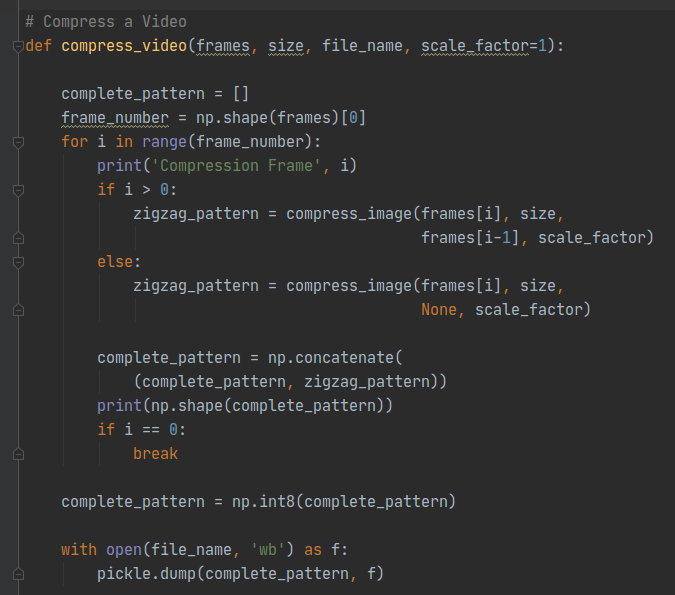 # Compress a Video
def compress_video(frames, size, file_name, scale_factor=1):
complete_pattern = []
frame_number = np.shape(frames)[0]
for i in range(frame_number):
print('Compression Frame', i)
if i > 0:
zigzag_pattern = compress_image(frames[i], size,
frames[i-1], scale_factor)
else:
zigzag_pattern = compress_image(frames[i], size,
None, scale_factor)
complete_pattern = np.concatenate(
(complete_pattern, zigzag_pattern))
print(np.shape(complete_pattern))
if i == 0:
break
complete_pattern = np.int8(complete_pattern)
with open(file_name, 'wb') as f:
pickle.dump(complete_pattern, f)